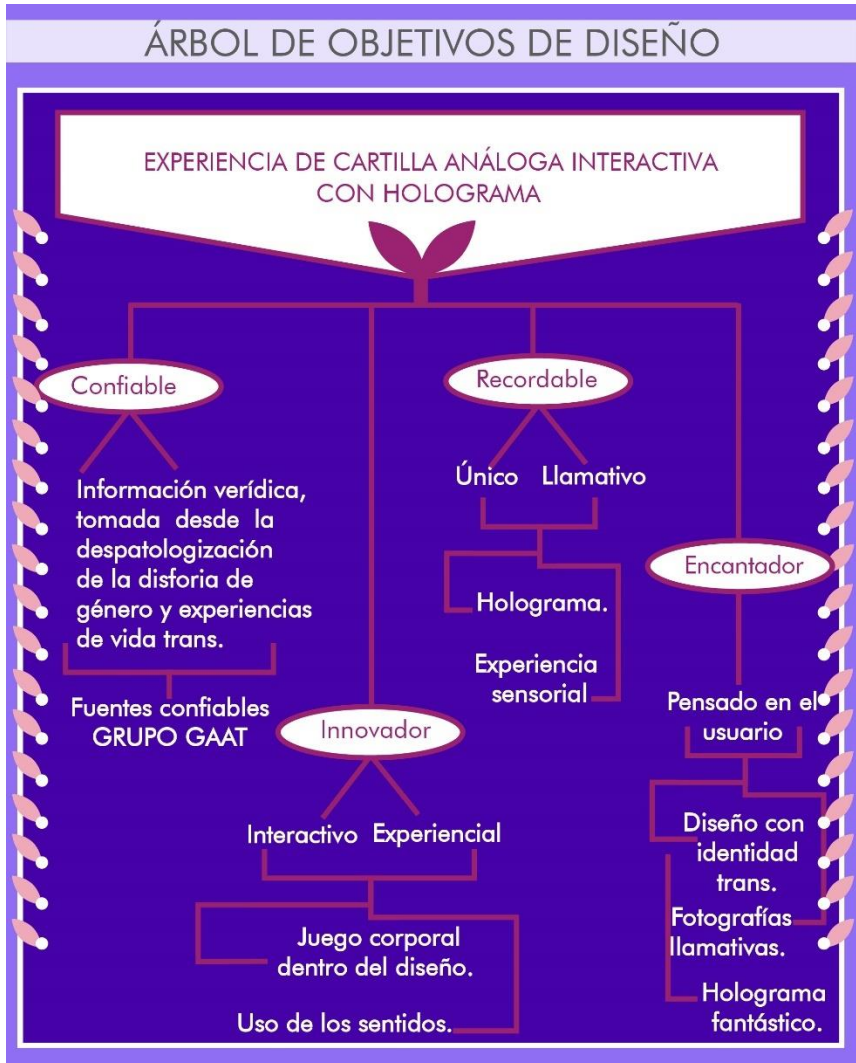 ÁRBOL DE OBJETIVOS DE DISEÑO
EXPERIENCIA DE CARTILLA ANÁLOGA INTERACTIVA
CON HOLOGRAMA
Confiable
Información verídica,
tomada desde la
despatologización
de la disforia de
género y experiencias
de vida trans.
Fuentes confiables
GRUPO GAAT
Innovador
Interactivo
Experiencial
Juego corporal
dentro del diseño.
Uso de los sentidos.
Recordable
Único
Llamativo
Holograma.
Experiencia
sensorial
Encantador
Pensado en el
usuario
Diseño con
identidad
trans.
Fotografías
llamativas.
Holograma
fantástico.